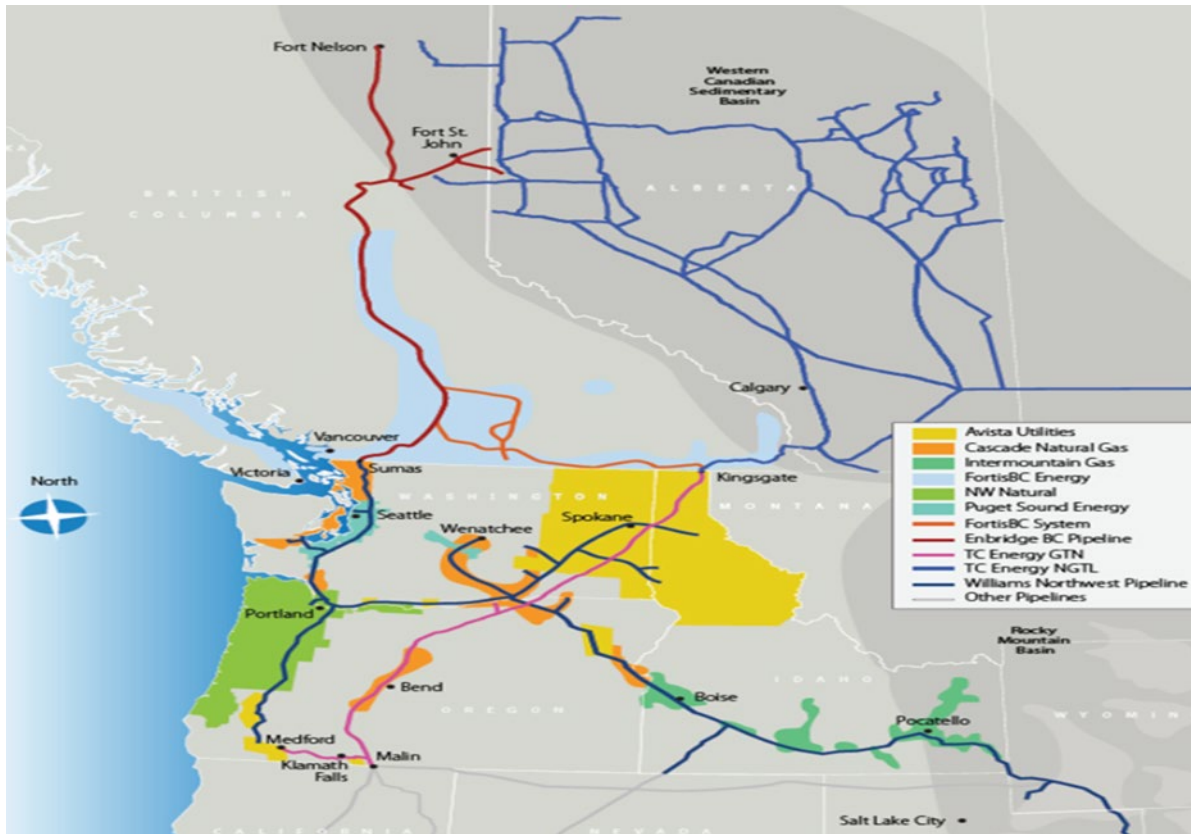 Fort Nelson
Western
Canadian
Sedimentary
Basin
Fort St.
John
KA
BRITISH
COLUMBIA
ALBERTA
Calgary
Vancouver
Victoria
Sumas
Kingsgate
North
WASHINGTON
MONTANA
Seattle
Wenatchee
Spokane
Avista Utilities
Cascade Natural Gas
Intermountain Gas
FortisBC Energy
NW Natural
Puget Sound Energy
FortisBC System
Enbridge BC Pipeline
TC Energy GTN
TC Energy NGTL
Williams Northwest Pipeline
Other Pipelines
Portland
Rocky
Mountain
Basin
Bend
OREGON
Boise
IDAHO
Pocatello
WYOMIN
Medford
Klamath
Falls
Malin
Salt Lake City
CALIFORNIA
NEVADA